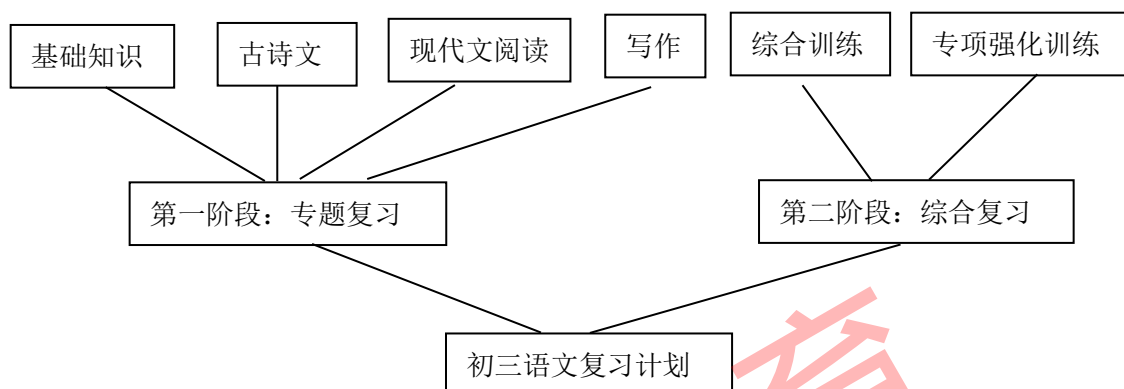 基础知识
古诗文
现代文阅读
写作
综合训练
专项强化训练
第一阶段：专题复习
第二阶段：综合复习
初三语文复习计划